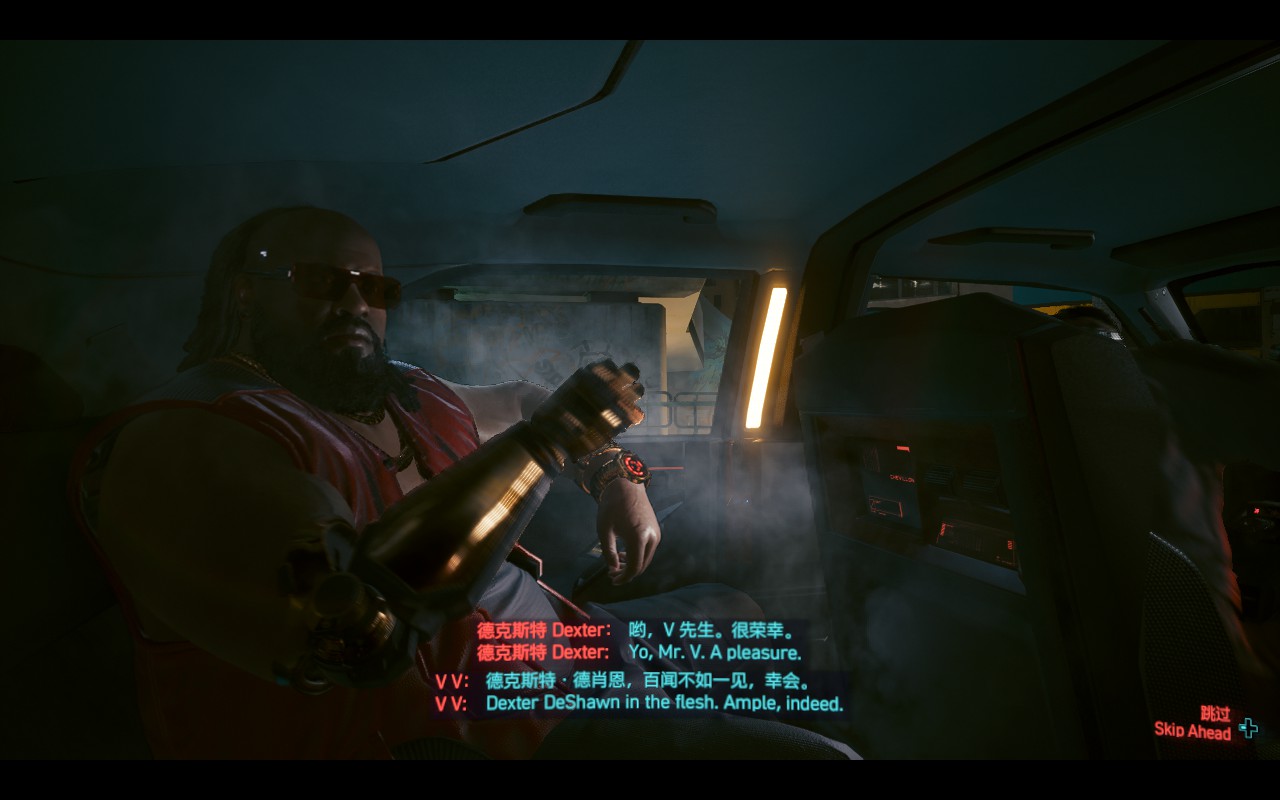 德克斯特 Dexter: 哟，V 先生。很荣幸。
德克斯特 Dexter: Yo, Mr. V. A pleasure.
V V: 德克斯特 · 德肖恩，百闻不如一见，幸会。
V V: Dexter DeShawn in the flesh. Ample, indeed.
跳过
Skip Ahead